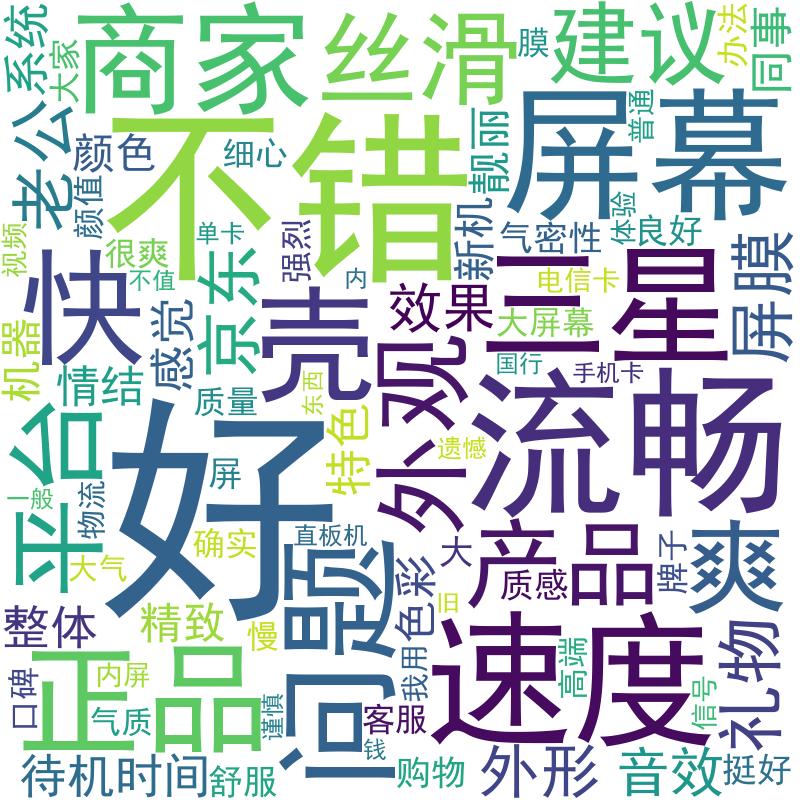 系统
大家
商家
丝滑
膜
建议
办法
同事
老公
颜色
颜值
不错
细心
靓丽
屏幕
普通
视频
很爽
单卡
不值
强烈
内
新机
气密性
体验
良好
快
感觉
京东
壳
效果
三星
电信卡
大屏幕
屏膜
机器
情结
质量
东西
外观
国行
手机卡
流畅
平台
一般
物流
好
屏
特色
遗憾
确实
直板机
大
产品
质感
牌子
爽
大气
整体
精致
慢
问题
色彩
旧
速度
高端
礼物
口碑
内屏
正品
气质
谨慎
我用
客服
钱
信号
待机时间
舒服
购物
外形
音效
挺好